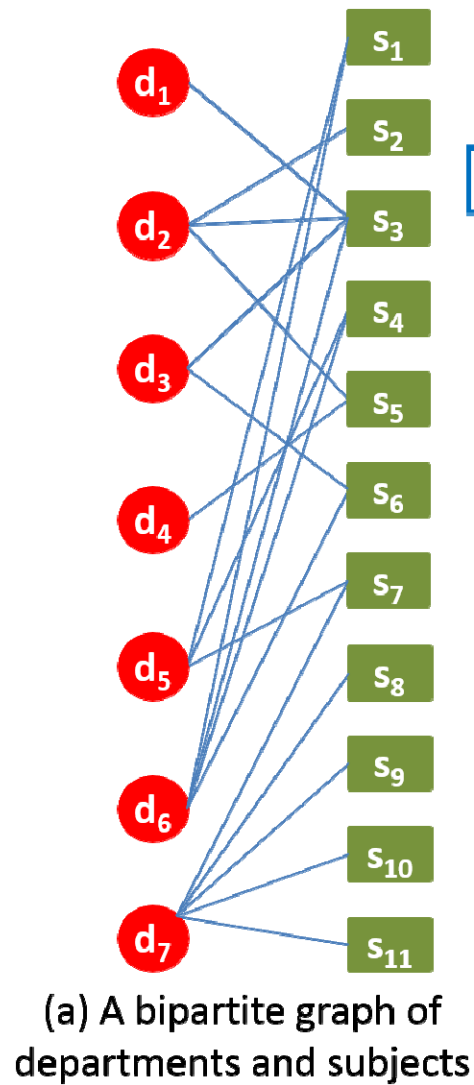 s1
d1
s2
d2
s3
s4
d3
s5
s6
d4
s7
d5
s8
s9
d6
s10
d7
s11
(a) A bipartite graph of
departments and subjects